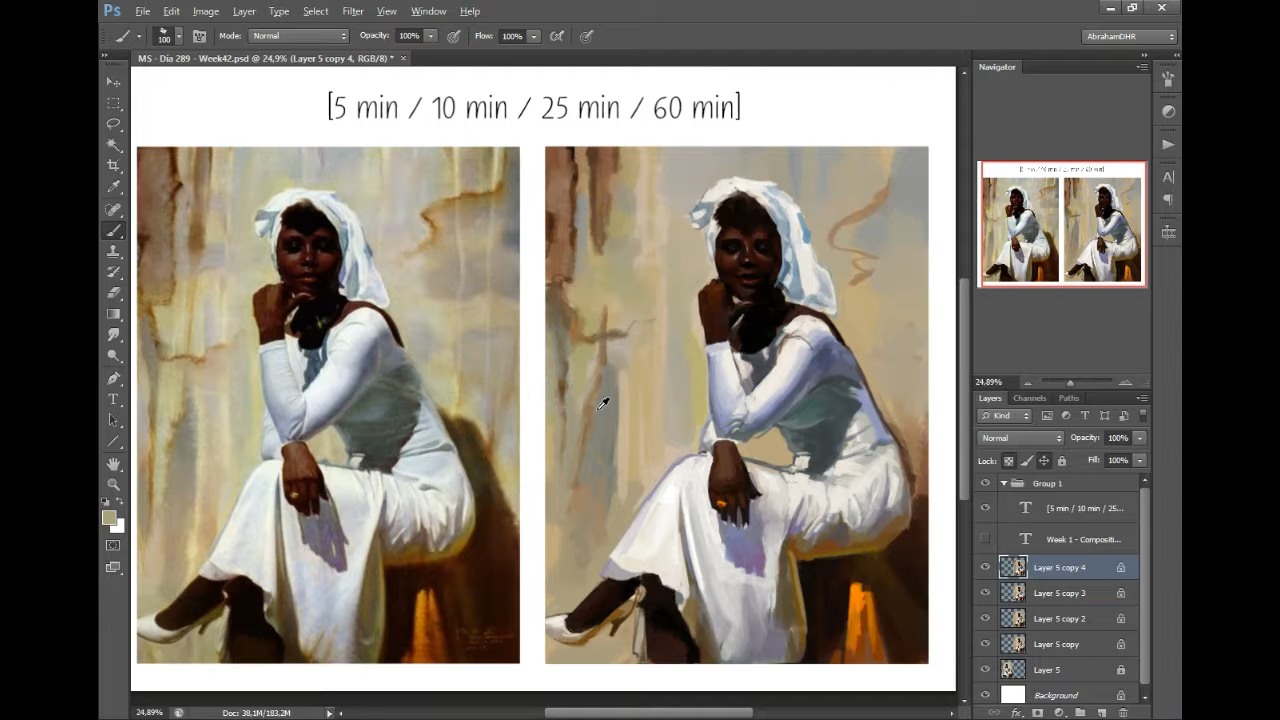 Ps File Edit Image Layer Type Select Filter View Window Help
100 Mode: Normal Opacity: 100% Flow: 100% AbrahamDHR
MS - Dia 289 - Week42.psd @ 24,9% (Layer 5 copy 4, RGB/8) * ×
Navigator
[5 min / 10 min / 25 min / 60 min]
24,89%
Layers Channels Paths
Kind
Normal Opacity: 100%
Lock: Fill: 100%
Group 1
T [5 min / 10 min / 25...
T Week 1 - Compositi...
Layer 5 copy 4
Layer 5 copy 3
Layer 5 copy 2
Layer 5 copy
Layer 5
Background
24,89% Doc: 38,1M/183,2M